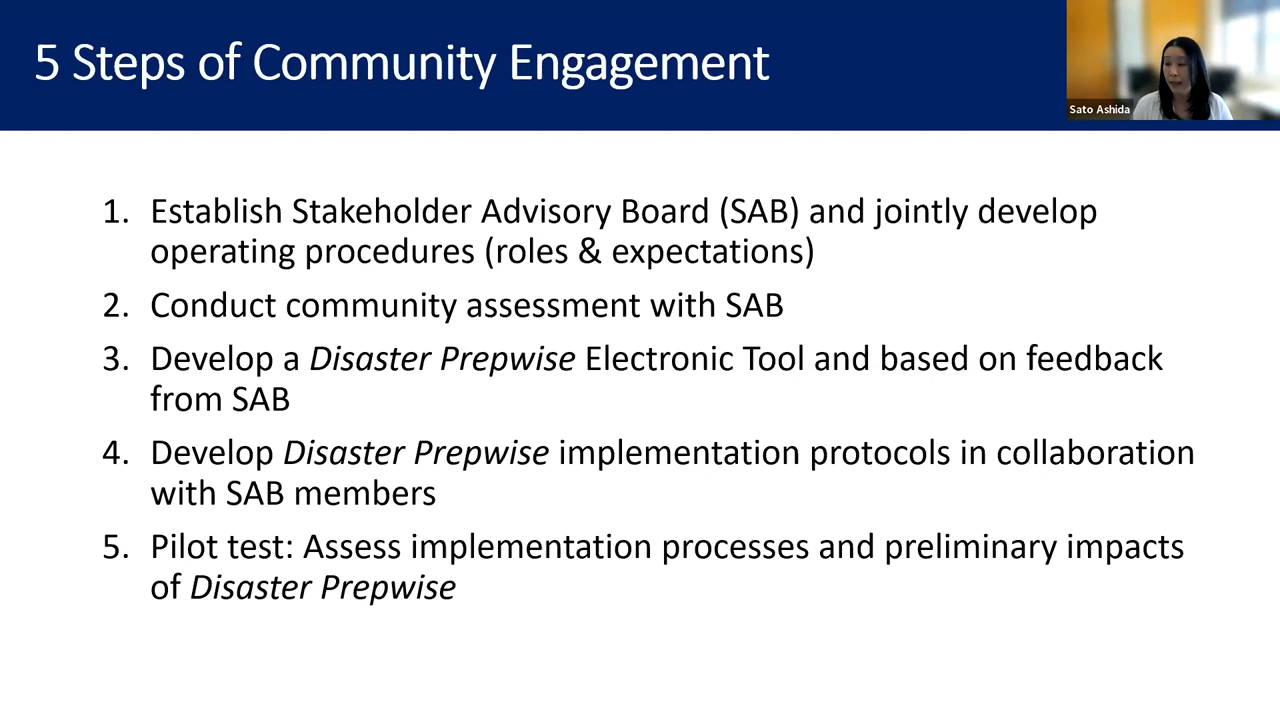 5 Steps of Community Engagement
Sato Ashida
1. Establish Stakeholder Advisory Board (SAB) and jointly develop
operating procedures (roles & expectations)
2. Conduct community assessment with SAB
3. Develop a Disaster Prepwise Electronic Tool and based on feedback
from SAB
4. Develop Disaster Prepwise implementation protocols in collaboration
with SAB members
5. Pilot test: Assess implementation processes and preliminary impacts
of Disaster Prepwise